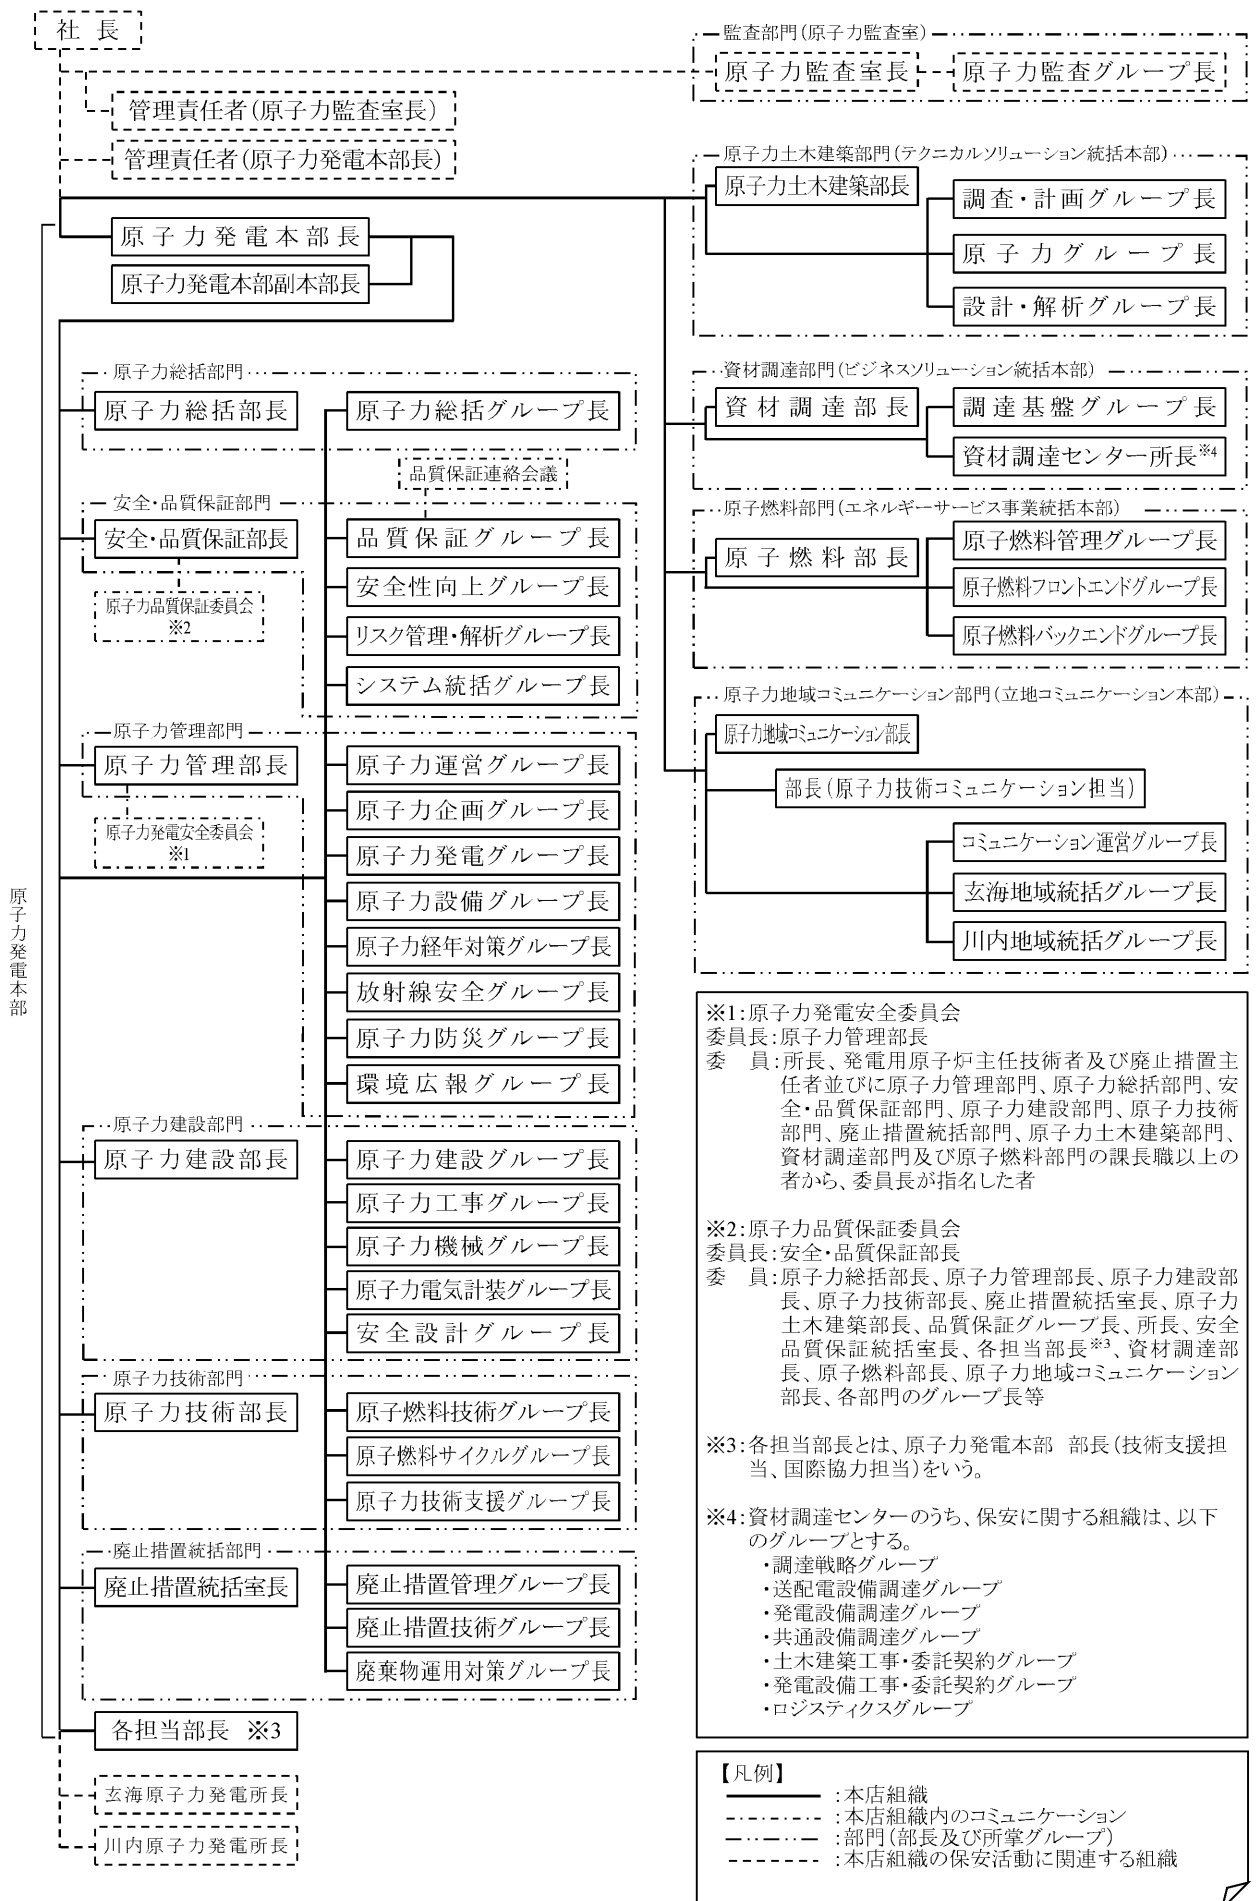 社長
監査部門(原子力監査室)
原子力監査室長
原子力監査グループ長
管理責任者(原子力監査室長)
管理責任者(原子力発電本部長)
原子力土木建築部門(テクニカルソリューション統括本部)
原子力土木建築部長
調査・計画グループ長
原子力グループ長
設計・解析グループ長
原子力発電本部長
原子力発電本部副本部長
原子力発電本部
原子力総括部門
原子力総括部長
原子力総括グループ長
品質保証連絡会議
安全・品質保証部門
安全・品質保証部長
原子力品質保証委員会
※2
品質保証グループ長
安全性向上グループ長
リスク管理・解析グループ長
システム統括グループ長
原子力管理部門
原子力管理部長
原子力発電安全委員会
※1
原子力運営グループ長
原子力企画グループ長
原子力発電グループ長
原子力設備グループ長
原子力経年対策グループ長
放射線安全グループ長
原子力防災グループ長
環境広報グループ長
原子力建設部門
原子力建設部長
原子力建設グループ長
原子力工事グループ長
原子力機械グループ長
原子力電気計装グループ長
安全設計グループ長
原子力技術部門
原子力技術部長
原子燃料技術グループ長
原子燃料サイクルグループ長
原子力技術支援グループ長
廃止措置統括部門
廃止措置統括室長
廃止措置管理グループ長
廃止措置技術グループ長
廃棄物運用対策グループ長
各担当部長 ※3
玄海原子力発電所長
川内原子力発電所長
資材調達部門(ビジネスソリューション統括本部)
資材調達部長
調達基盤グループ長
資材調達センター所長※4
原子燃料部門(エネルギーサービス事業統括本部)
原子燃料部長
原子燃料管理グループ長
原子燃料フロントエンドグループ長
原子燃料バックエンドグループ長
原子力地域コミュニケーション部門(立地コミュニケーション本部)
原子力地域コミュニケーション部長
部長(原子力技術コミュニケーション担当)
コミュニケーション運営グループ長
玄海地域統括グループ長
川内地域統括グループ長
※1:原子力発電安全委員会
委員長:原子力管理部長
委 員:所長、発電用原子炉主任技術者及び廃止措置主
任者並びに原子力管理部門、原子力総括部門、安
全・品質保証部門、原子力建設部門、原子力技術
部門、廃止措置統括部門、原子力土木建築部門、
資材調達部門及び原子燃料部門の課長職以上の
者から、委員長が指名した者
※2:原子力品質保証委員会
委員長:安全・品質保証部長
委 員:原子力総括部長、原子力管理部長、原子力建設部
長、原子力技術部長、廃止措置統括室長、原子力
土木建築部長、品質保証グループ長、所長、安全
品質保証統括室長、各担当部長※3、資材調達部
長、原子燃料部長、原子力地域コミュニケーション
部長、各部門のグループ長等
※3:各担当部長とは、原子力発電本部 部長(技術支援担
当、国際協力担当)をいう。
※4:資材調達センターのうち、保安に関する組織は、以下
のグループとする。
・調達戦略グループ
・送配電設備調達グループ
・発電設備調達グループ
・共通設備調達グループ
・土木建築工事・委託契約グループ
・発電設備工事・委託契約グループ
・ロジスティクスグループ
【凡例】
:本店組織
:本店組織内のコミュニケーション
:部門(部長及び所掌グループ)
:本店組織の保安活動に関連する組織